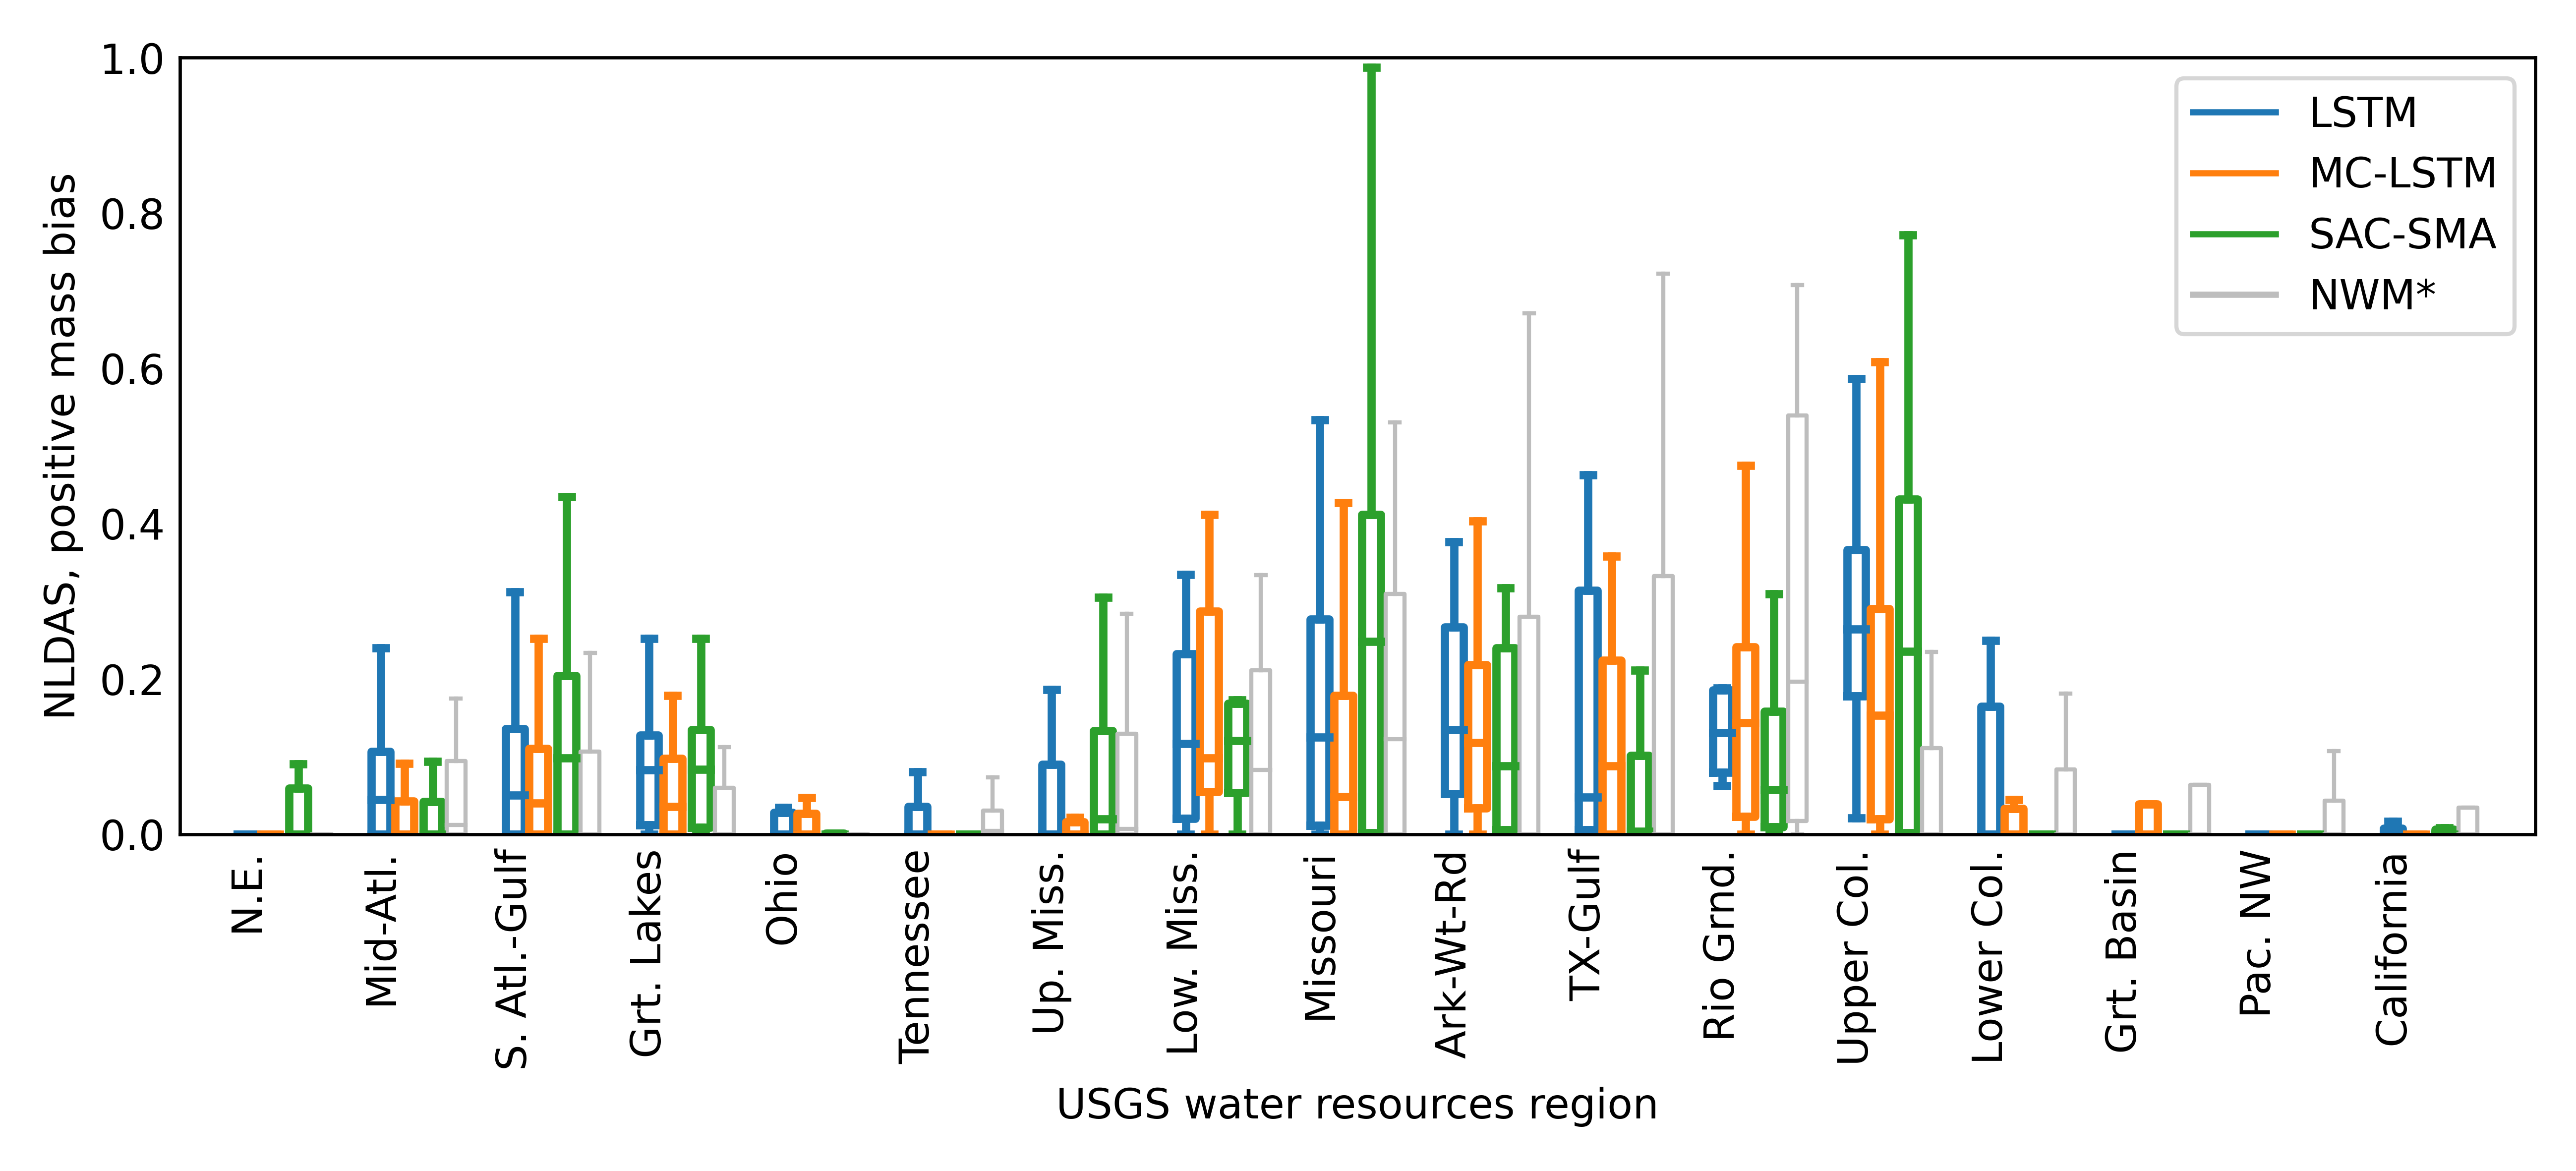 NLDAS, positive mass bias
1.0
0.8
0.6
0.4
0.2
0.0
LSTM
MC-LSTM
SAC-SMA
NWM*
N.E.
Mid-Atl.
S. Atl.-Gulf
Grt. Lakes
Ohio
Tennessee
Up. Miss.
Low. Miss.
Missouri
Ark-Wt-Rd
TX-Gulf
Rio Grnd.
Upper Col.
Lower Col.
Grt. Basin
Pac. NW
California
USGS water resources region